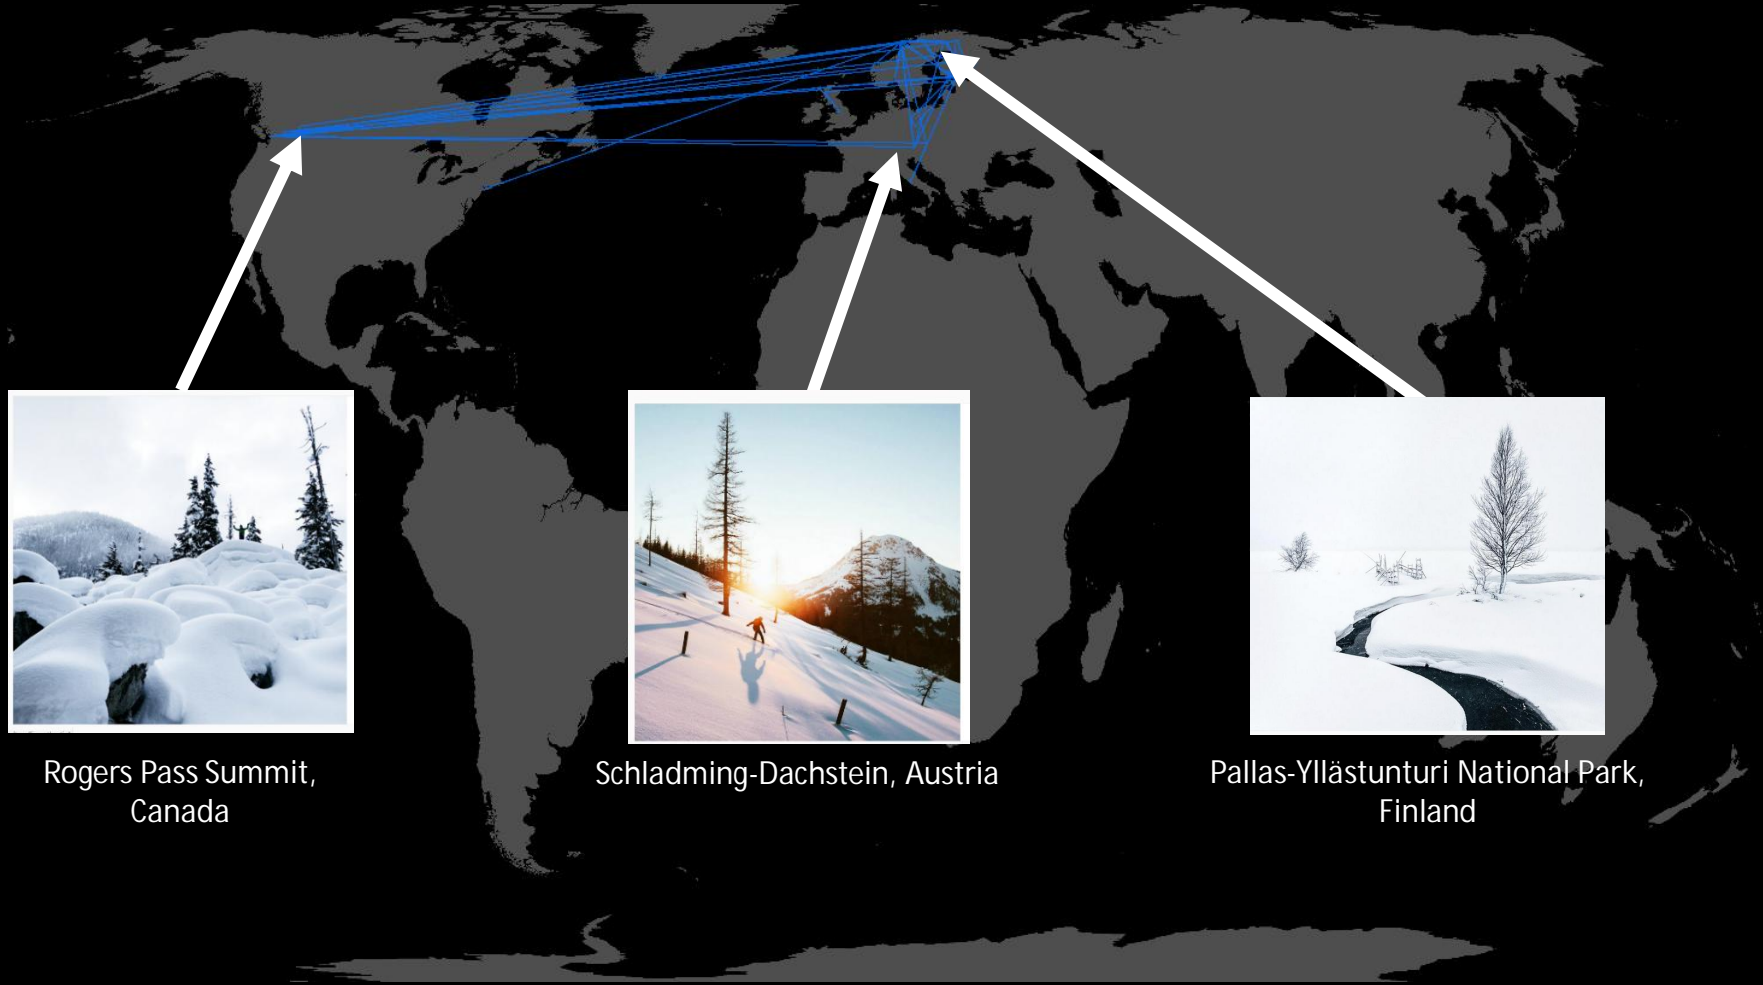 Rogers Pass Summit,
Canada
Schladming-Dachstein, Austria
Pallas-Yllästunturi National Park,
Finland